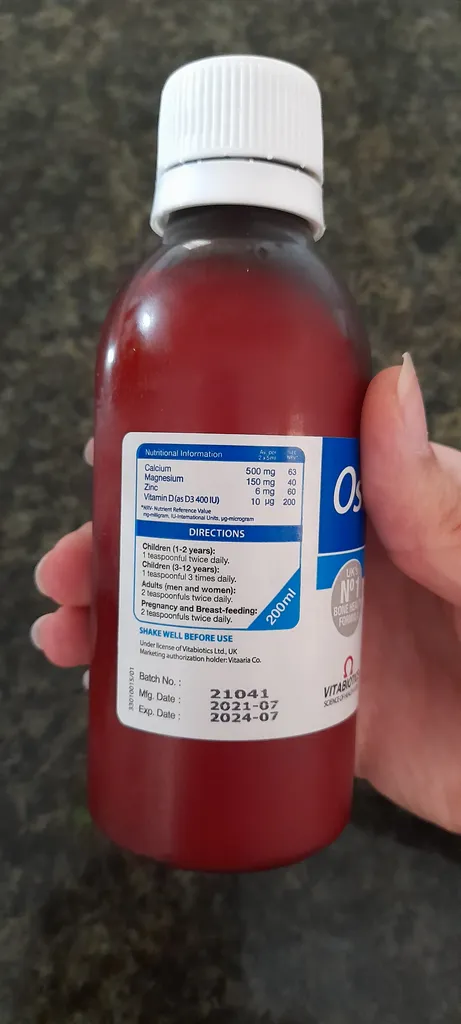 Nutritional Information Av. per 2 x 5ml %
Calcium 500 mg 63
Magnesium 150 mg 40
Zinc 6 mg 60
Vitamin D (as D3 400 IU) 10 µg 200
*NRV- Nutrient Reference Value
mg-milligram, IU-International Units, µg-microgram
DIRECTIONS
Children (1-2 years):
1 teaspoonful twice daily.
Children (3-12 years):
1 teaspoonful 3 times daily.
Adults (men and women):
2 teaspoonfuls twice daily.
Pregnancy and Breast-feeding:
2 teaspoonfuls twice daily.
200ml
SHAKE WELL BEFORE USE
Under license of Vitabiotics Ltd., UK
Marketing authorization holder: Vitaaria Co.
33010015/01
Batch No. : 21041
Mfg. Date : 2021-07
Exp. Date : 2024-07
Os
Nº1
BONE
VITABIOTICS